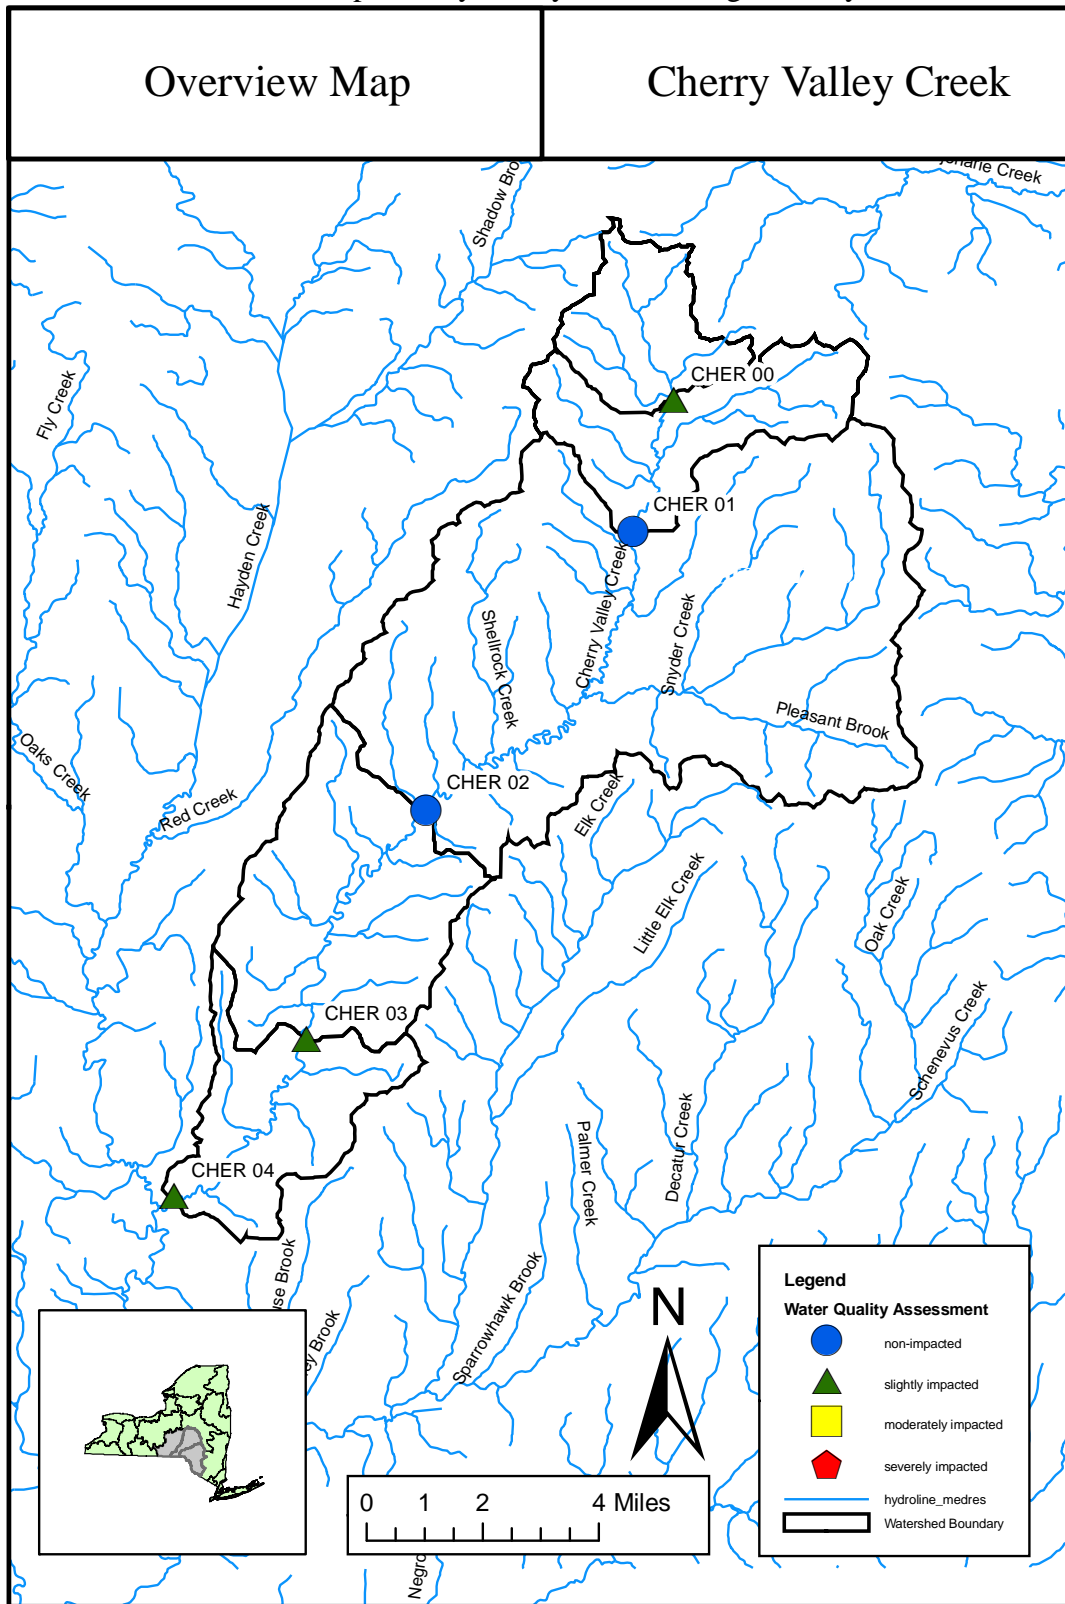 Overview Map
Cherry Valley Creek
Creek
Shadow
Fly Creek
Hayden Creek
CHER 00
CHER 01
Cherry Valley Creek
Shellrock Creek
Snyder Creek
Pleasant Brook
Oaks Creek
Red Creek
CHER 02
Elk Creek
Little Elk Creek
Oak Creek
CHER 03
Schenevus Creek
Palmer Creek
Decatur Creek
CHER 04
Brook
Brook
Sparrowhawk Brook
N
Legend
Water Quality Assessment
non-impacted
slightly impacted
moderately impacted
severely impacted
hydroline_medres
Watershed Boundary
0 1 2 4 Miles